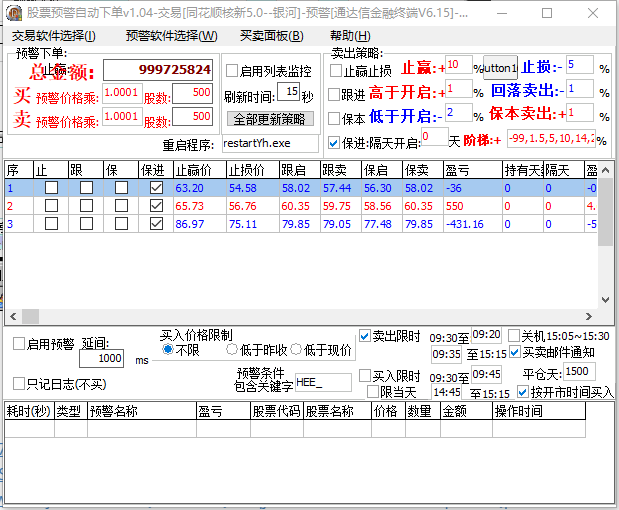 股票预警自动下单v1.04-交易[同花顺核新5.0--银河]-预警[通达信金融终端V6.15]-...
交易软件选择(I) 预警软件选择(W) 买卖面板(B) 帮助(H)
预警下单:
总金额: 999725824
买 预警价格乘: 1.0001 股数: 500
卖 预警价格乘: 1.0001 股数: 500
启用列表监控
刷新时间: 15 秒
全部更新策略
重启程序: restartYh.exe
卖出策略:
止赢止损 止赢:+ 10 % utton1 止损:- 5 %
跟进 高于开启:+ 1 % 回落卖出:- 1 %
保本 低于开启:- 2 % 保本卖出:+ 1 %
保进:隔天开启: 0 天 阶梯:+ -99,1.5,5,10,14,2 %
序 止 跟 保 保进 止赢价 止损价 跟启 跟卖 保启 保卖 盈亏 持有天 隔天 盈
1 63.20 54.58 58.02 57.44 56.30 58.02 -36 0 0 -0
2 65.73 56.76 60.35 59.75 58.56 60.35 550 0 0 4.
3 86.97 75.11 79.85 79.05 77.48 79.85 -431.16 0 0 -5
启用预警 延间: 1000 ms
只记日志(不买)
买入价格限制
不限 低于昨收 低于现价
预警条件
包含关键字 HEE_
卖出限时 09:30至 09:20
09:35 至15:15
买入限时 09:30至 09:45
限当天 14:45 至15:15
关机15:05~15:30
买卖邮件通知
平仓天: 1500
按开市时间买入
耗时(秒) 类型 预警名称 盈亏 股票代码 股票名称 价格 数量 金额 操作时间